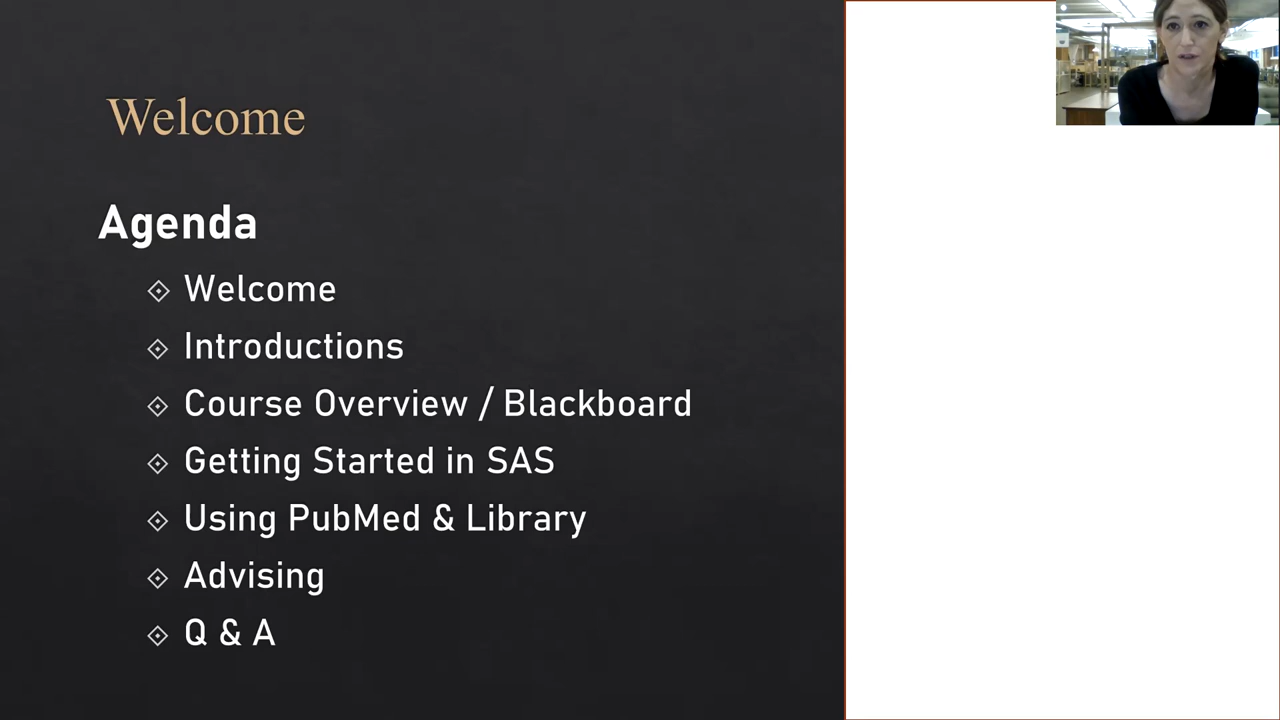 Welcome
Agenda
Welcome
Introductions
Course Overview / Blackboard
Getting Started in SAS
Using PubMed & Library
Advising
Q & A